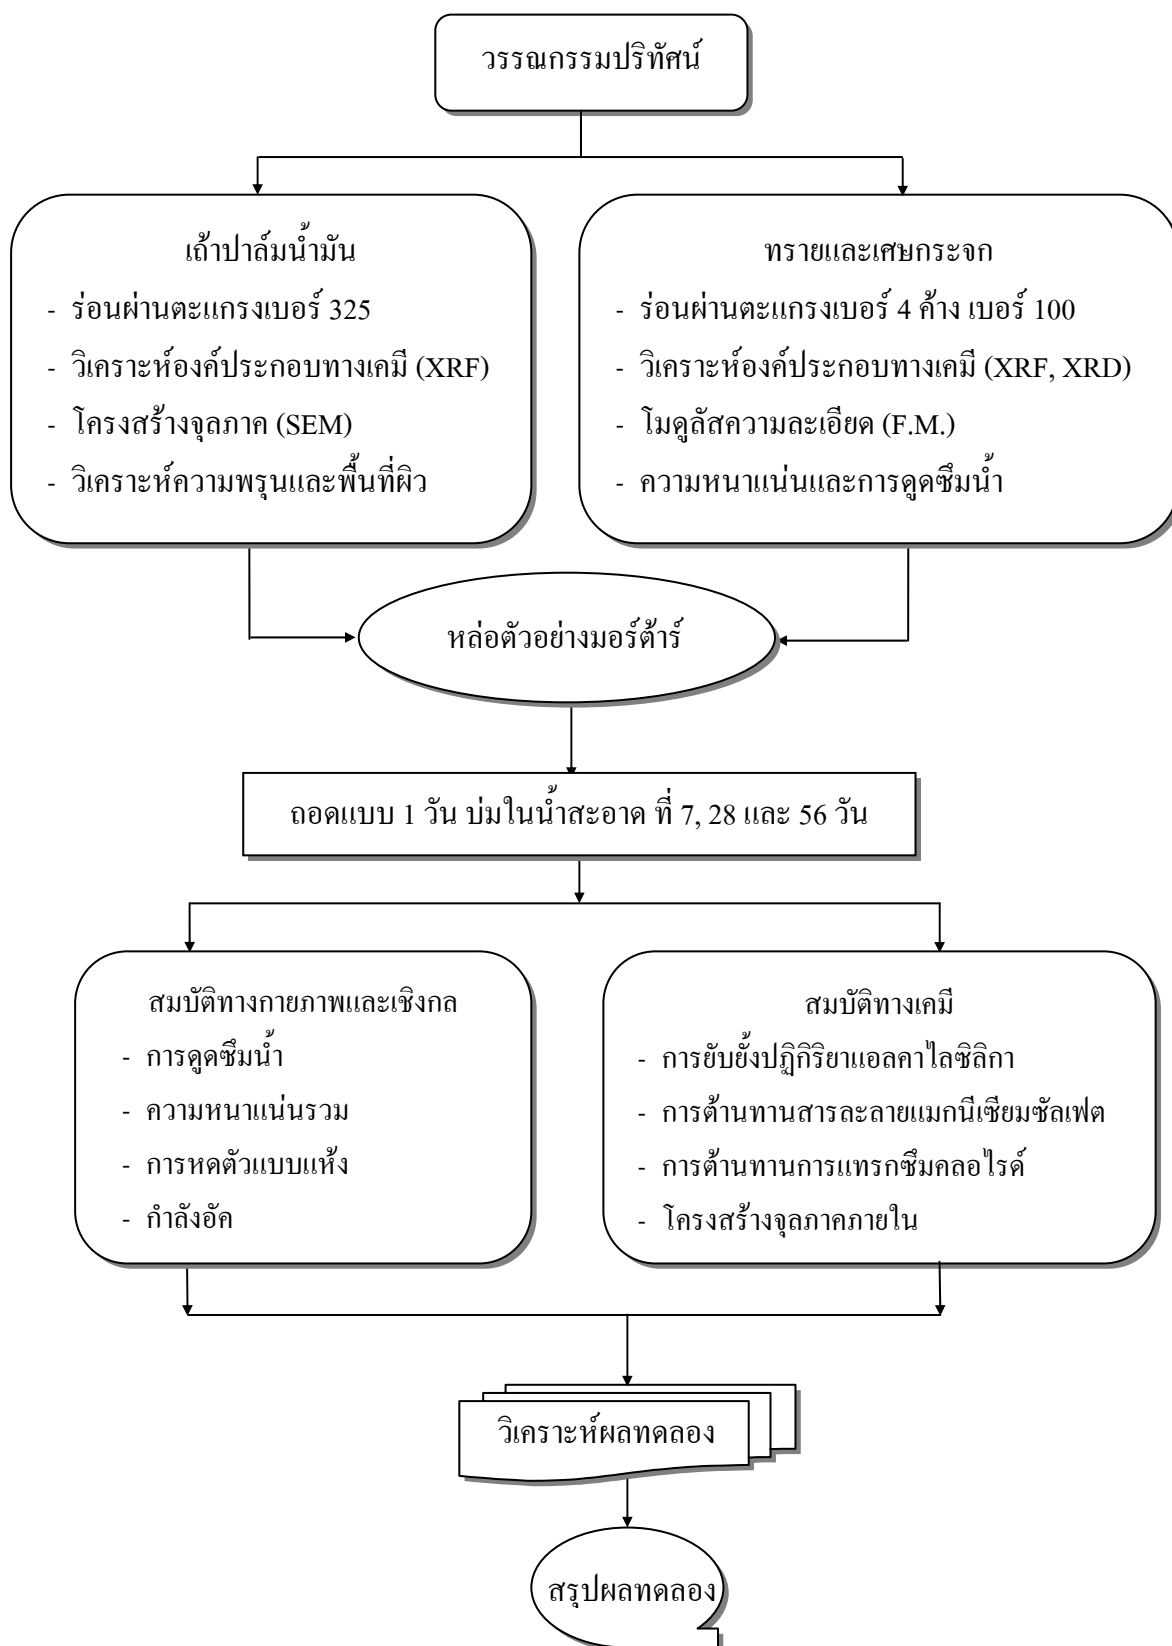 วรรณกรรมปริทัศน์
เถ้าปาล์มน้ำมัน
- ร่อนผ่านตะแกรงเบอร์ 325
- วิเคราะห์องค์ประกอบทางเคมี (XRF)
- โครงสร้างจุลภาค (SEM)
- วิเคราะห์ความพรุนและพื้นที่ผิว
ทรายและเศษกระจก
- ร่อนผ่านตะแกรงเบอร์ 4 ค้าง เบอร์ 100
- วิเคราะห์องค์ประกอบทางเคมี (XRF, XRD)
- โมดูลัสความละเอียด (F.M.)
- ความหนาแน่นและการดูดซึมน้ำ
หล่อตัวอย่างมอร์ต้าร์
ถอดแบบ 1 วัน บ่มในน้ำสะอาด ที่ 7, 28 และ 56 วัน
สมบัติทางกายภาพและเชิงกล
- การดูดซึมน้ำ
- ความหนาแน่นรวม
- การหดตัวแบบแห้ง
- กำลังอัด
สมบัติทางเคมี
- การยับยั้งปฏิกิริยาแอลคาไลซิลิกา
- การต้านทานสารละลายแมกนีเซียมซัลเฟต
- การต้านทานการแทรกซึมคลอไรด์
- โครงสร้างจุลภาคภายใน
วิเคราะห์ผลทดลอง
สรุปผลทดลอง